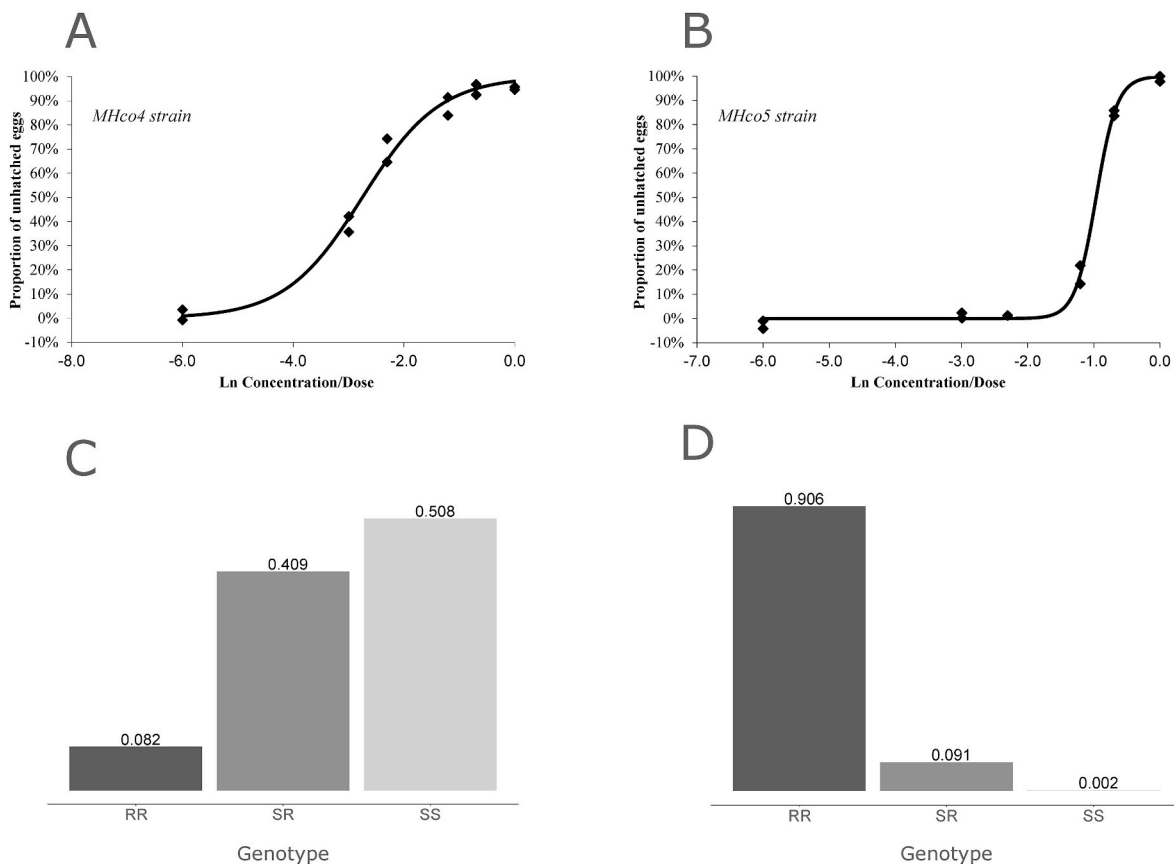 A
B
100%
90%
80%
70%
60%
50%
40%
30%
20%
10%
0%
-10%
Proportion of unhatched eggs
MHco4 strain
-8.0 -6.0 -4.0 -2.0 0.0
Ln Concentration/Dose
100%
90%
80%
70%
60%
50%
40%
30%
20%
10%
0%
-10%
Proportion of unhatched eggs
MHco5 strain
-7.0 -6.0 -5.0 -4.0 -3.0 -2.0 -1.0 0.0
Ln Concentration/Dose
C
0.082
0.409
0.508
RR SR SS
Genotype
D
0.906
0.091
0.002
RR SR SS
Genotype